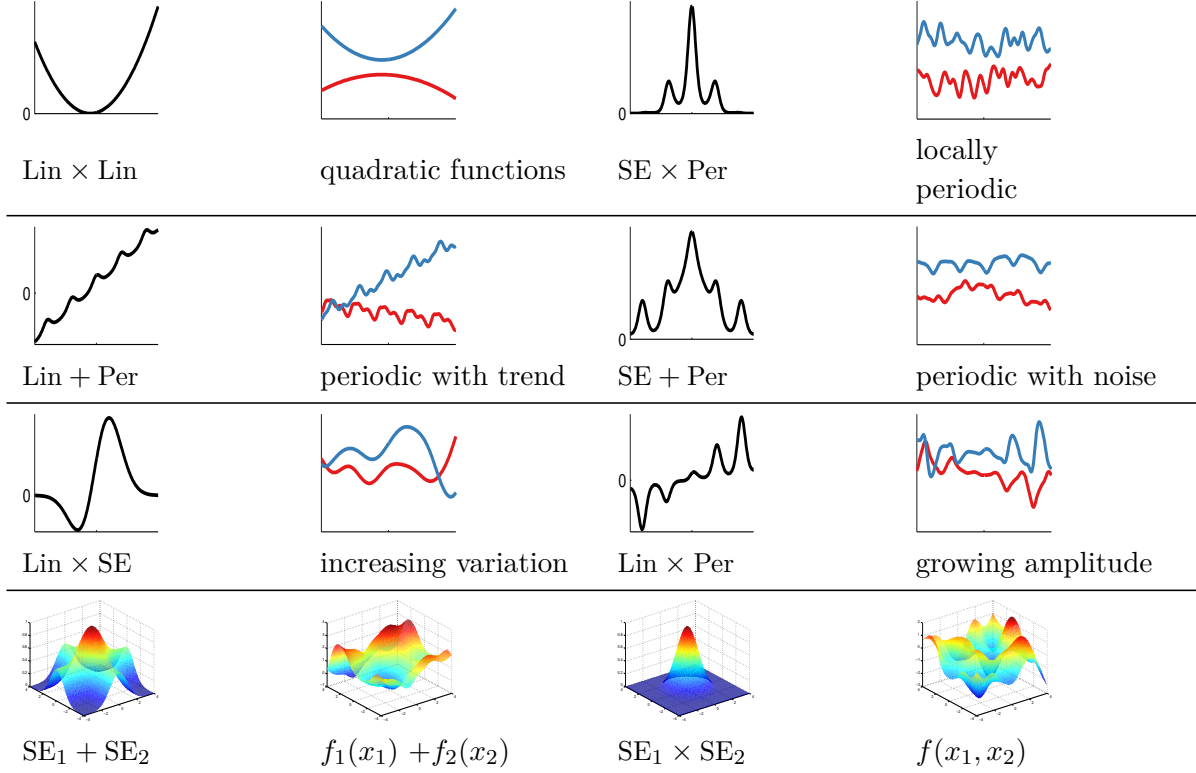 0
0
Lin × Lin
quadratic functions
SE × Per
locally
periodic
0
0
Lin + Per
periodic with trend
SE + Per
periodic with noise
0
0
Lin × SE
increasing variation
Lin × Per
growing amplitude
SE₁ + SE₂
f₁(x₁) +f₂(x₂)
SE₁ × SE₂
f(x₁, x₂)